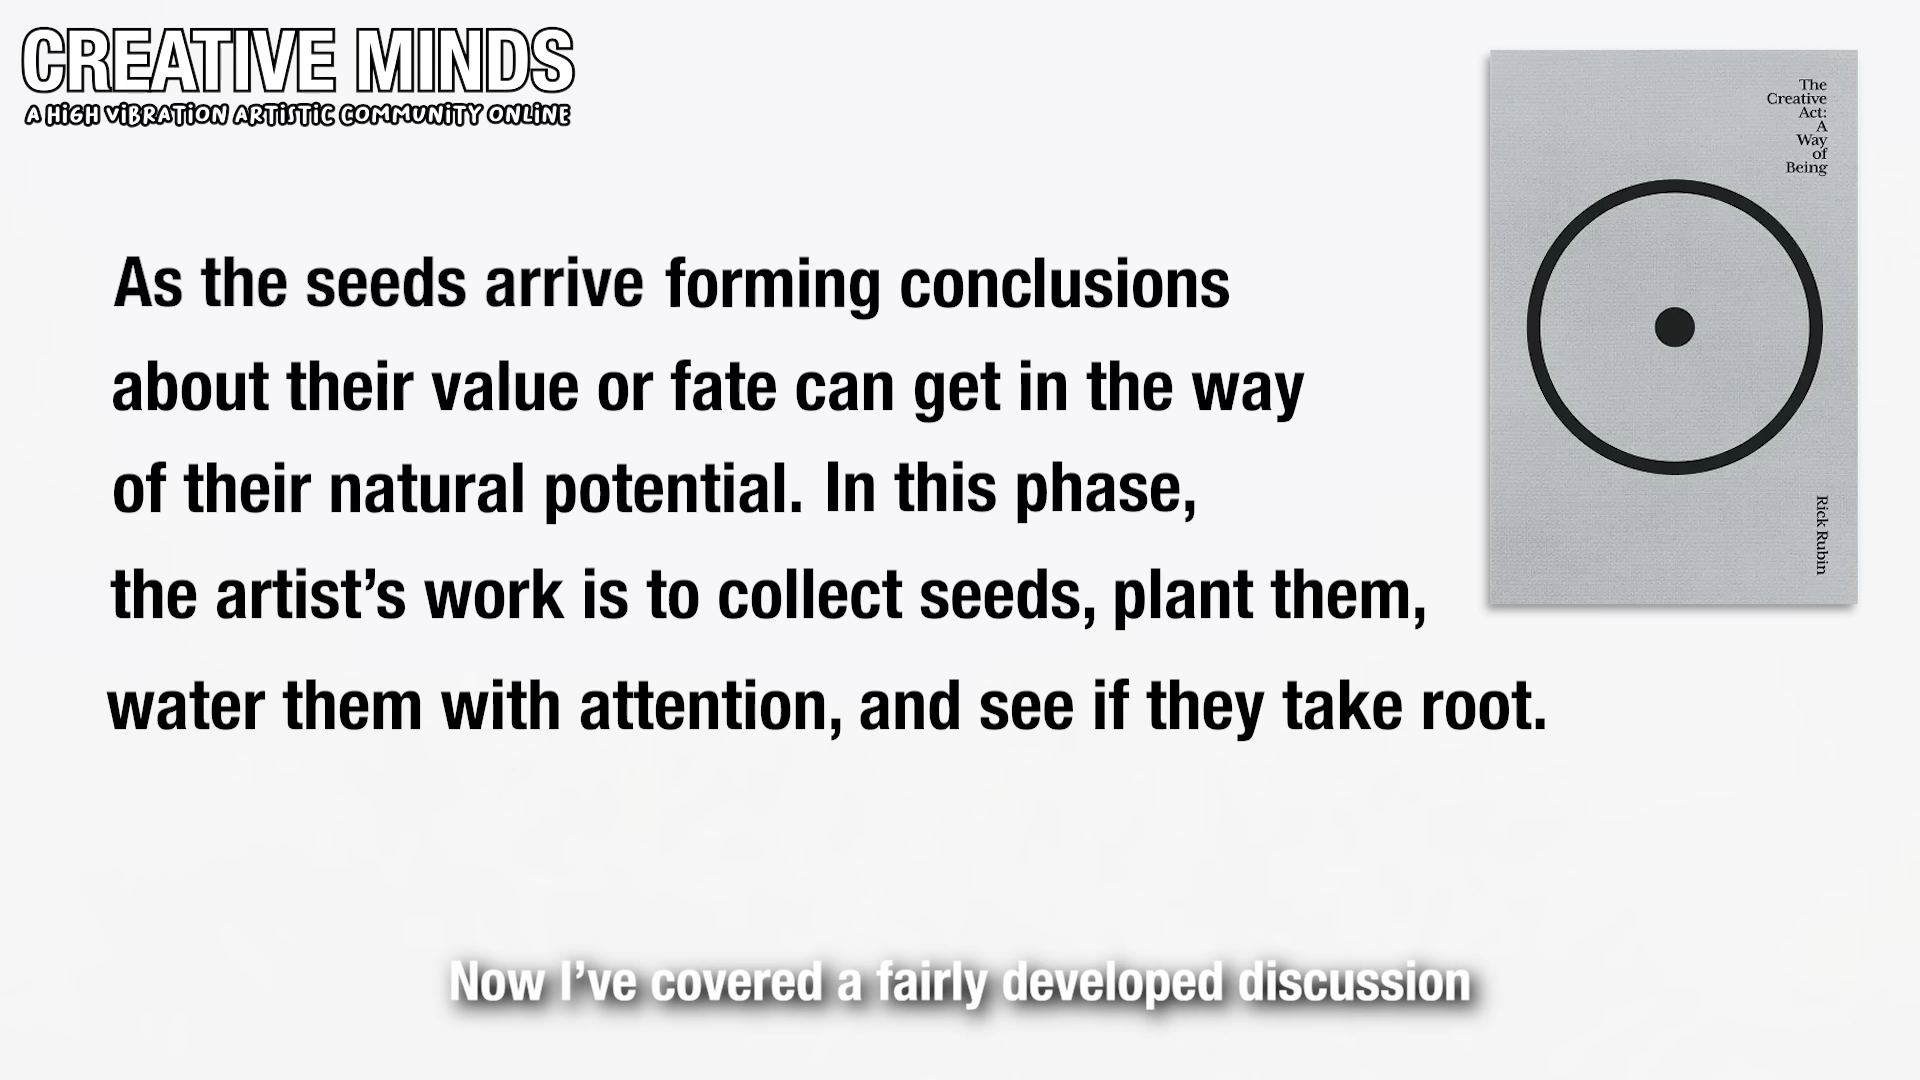 CREATIVE MINDS
A HiGH ViBRATiON ARTiSTiC COMMUNiTY ONLiNE
The
Creative
Act:
A
Way
of
Being
Rick Rubin
As the seeds arrive forming conclusions
about their value or fate can get in the way
of their natural potential. In this phase,
the artist’s work is to collect seeds, plant them,
water them with attention, and see if they take root.
Now I’ve covered a fairly developed discussion